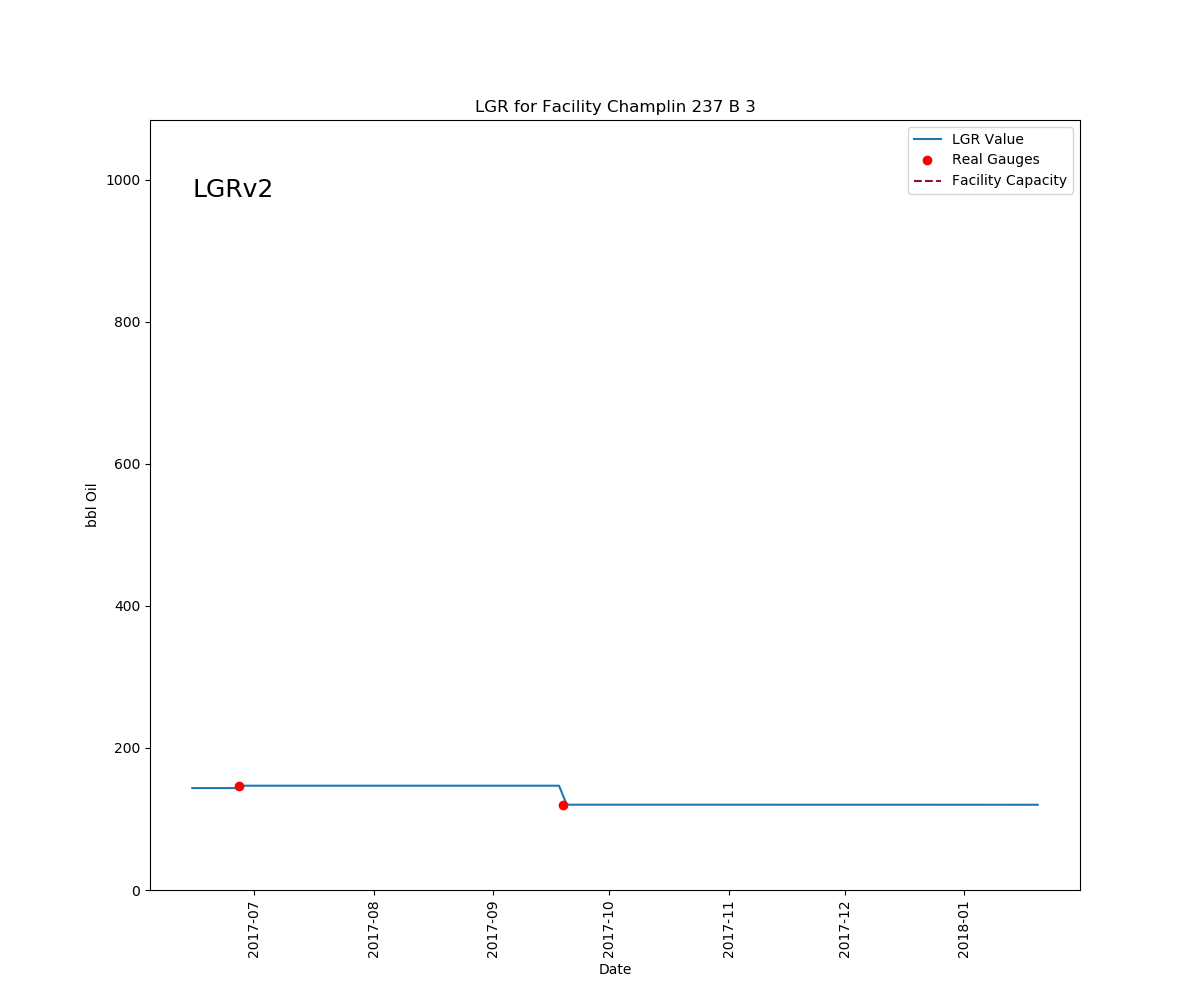 LGR for Facility Champlin 237 B 3
LGR Value
Real Gauges
Facility Capacity
LGRv2
1000
800
600
400
200
0
bbl Oil
2017-07
2017-08
2017-09
2017-10
2017-11
2017-12
2018-01
Date